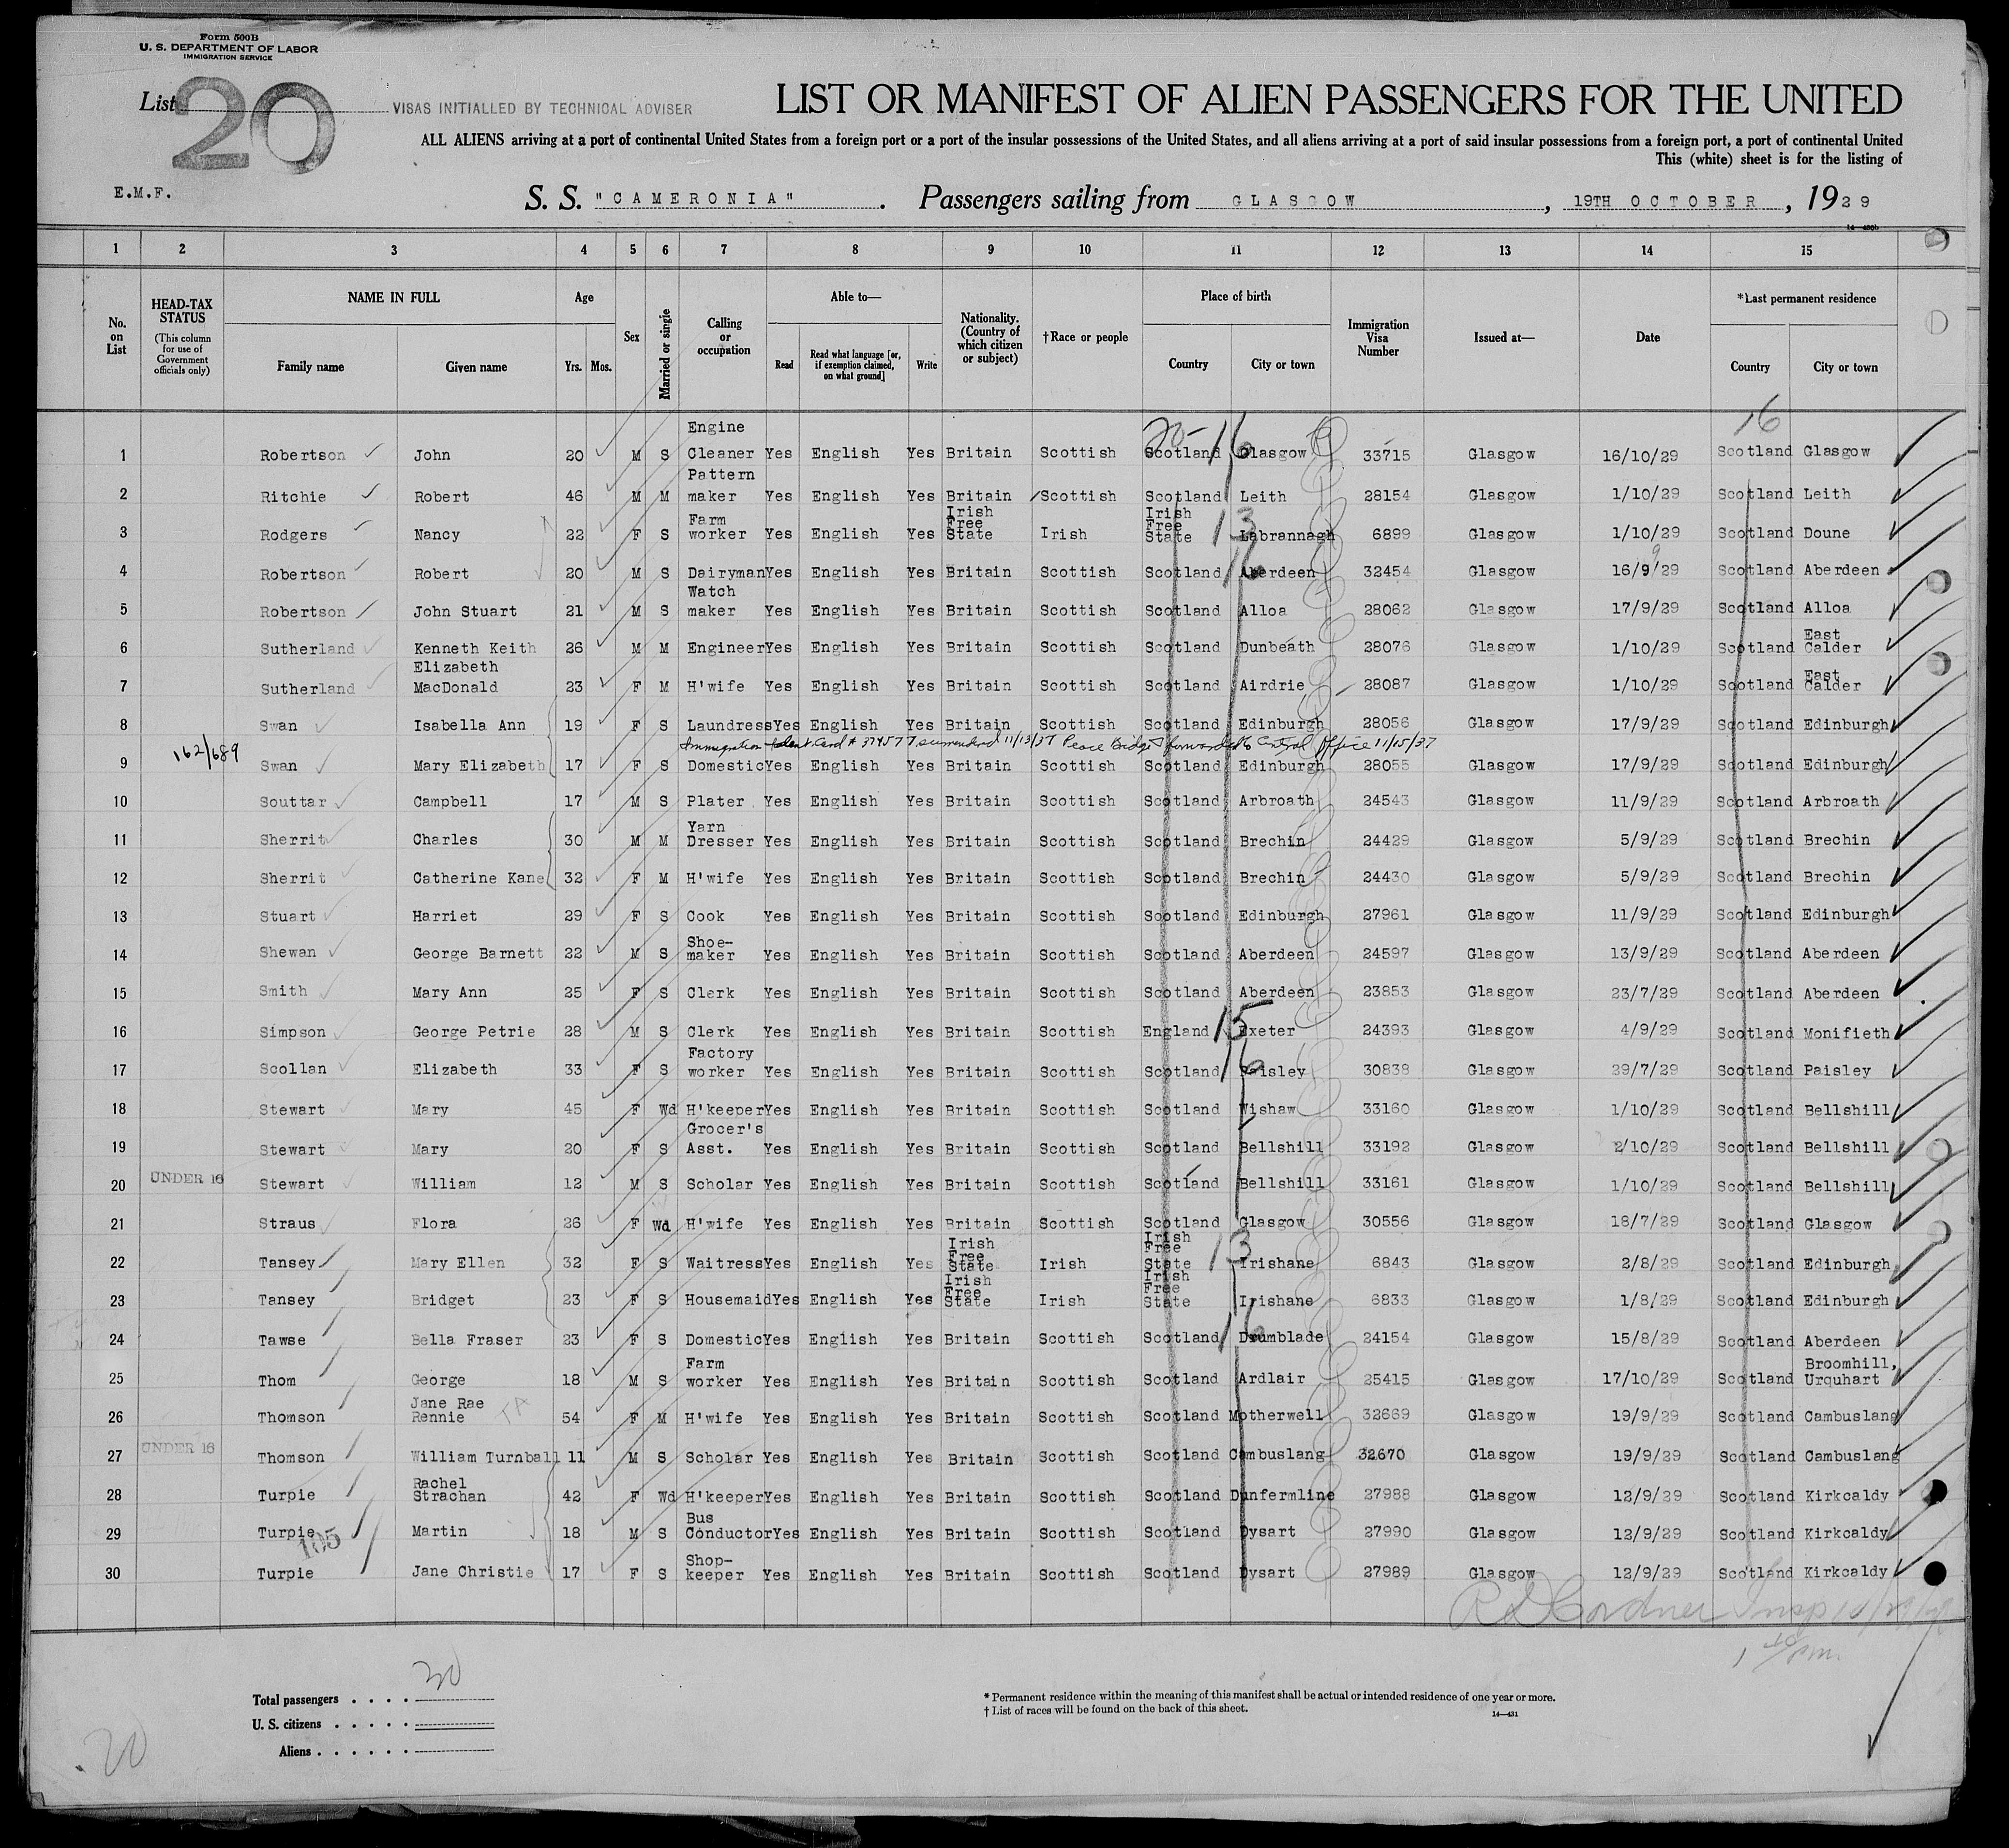 Form 500B
U. S. DEPARTMENT OF LABOR
IMMIGRATION SERVICE
List 20 VISAS INITIALLED BY TECHNICAL ADVISER
LIST OR MANIFEST OF ALIEN PASSENGERS FOR THE UNITED
ALL ALIENS arriving at a port of continental United States from a foreign port or a port of the insular possessions of the United States, and all aliens arriving at a port of said insular possessions from a foreign port, a port of continental United
This (white) sheet is for the listing of
E.M.F.
S. S. "CAMERONIA". Passengers sailing from GLASGOW, 19TH OCTOBER, 1929
14—430b
1 2 3 4 5 6 7 8 9 10 11 12 13 14 15
No. on List
HEAD-TAX STATUS (This column for use of Government officials only)
NAME IN FULL Family name Given name
Age Yrs. Mos.
Sex
Married or single
Calling or occupation
Able to— Read Read what language [or, if exemption claimed, on what ground] Write
Nationality. (Country of which citizen or subject)
†Race or people
Place of birth Country City or town
Immigration Visa Number
Issued at—
Date
*Last permanent residence Country City or town
20- 16 16
1 Robertson John 20 M S Engine Cleaner Yes English Yes Britain Scottish Scotland Glasgow 33715 Glasgow 16/10/29 Scotland Glasgow
2 Ritchie Robert 46 M M Pattern maker Yes English Yes Britain Scottish Scotland Leith 28154 Glasgow 1/10/29 Scotland Leith
3 Rodgers Nancy 22 F S Farm worker Yes English Yes Irish Free State Irish Irish Free State 13 Labrannagh 6899 Glasgow 1/10/29 Scotland Doune
4 Robertson Robert 20 M S Dairyman Yes English Yes Britain Scottish Scotland 16 Aberdeen 32454 Glasgow 16/9/29 9 Scotland Aberdeen
5 Robertson John Stuart 21 M S Watch maker Yes English Yes Britain Scottish Scotland Alloa 28062 Glasgow 17/9/29 Scotland Alloa
6 Sutherland Kenneth Keith 26 M M Engineer Yes English Yes Britain Scottish Scotland Dunbeath 28076 Glasgow 1/10/29 Scotland East Calder
7 Sutherland Elizabeth MacDonald 23 F M H'wife Yes English Yes Britain Scottish Scotland Airdrie 28087 Glasgow 1/10/29 Scotland East Calder
8 Swan Isabella Ann 19 F S Laundress Yes English Yes Britain Scottish Scotland Edinburgh 28056 Glasgow 17/9/29 Scotland Edinburgh
162/689 Immigration Ident. Card # 374577 surrendered 11/13/37 Peace Bridge forwarded to Central Office 11/15/37
9 Swan Mary Elizabeth 17 F S Domestic Yes English Yes Britain Scottish Scotland Edinburgh 28055 Glasgow 17/9/29 Scotland Edinburgh
10 Souttar Campbell 17 M S Plater Yes English Yes Britain Scottish Scotland Arbroath 24543 Glasgow 11/9/29 Scotland Arbroath
11 Sherrit Charles 30 M M Yarn Dresser Yes English Yes Britain Scottish Scotland Brechin 24429 Glasgow 5/9/29 Scotland Brechin
12 Sherrit Catherine Kane 32 F M H'wife Yes English Yes Britain Scottish Scotland Brechin 24430 Glasgow 5/9/29 Scotland Brechin
13 Stuart Harriet 29 F S Cook Yes English Yes Britain Scottish Scotland Edinburgh 27961 Glasgow 11/9/29 Scotland Edinburgh
14 Shewan George Barnett 22 M S Shoe-maker Yes English Yes Britain Scottish Scotland Aberdeen 24597 Glasgow 13/9/29 Scotland Aberdeen
15 Smith Mary Ann 25 F S Clerk Yes English Yes Britain Scottish Scotland Aberdeen 23853 Glasgow 23/7/29 Scotland Aberdeen
16 Simpson George Petrie 28 M S Clerk Yes English Yes Britain Scottish England 15 Exeter 24393 Glasgow 4/9/29 Scotland Monifieth
17 Scollan Elizabeth 33 F S Factory worker Yes English Yes Britain Scottish Scotland 16 Paisley 30838 Glasgow 29/7/29 Scotland Paisley
18 Stewart Mary 45 F Wd H'keeper Yes English Yes Britain Scottish Scotland Wishaw 33160 Glasgow 1/10/29 Scotland Bellshill
19 Stewart Mary 20 F S Grocer's Asst. Yes English Yes Britain Scottish Scotland Bellshill 33192 Glasgow 2/10/29 Scotland Bellshill
20 UNDER 16 Stewart William 12 M S Scholar Yes English Yes Britain Scottish Scotland Bellshill 33161 Glasgow 1/10/29 Scotland Bellshill
21 Straus Flora 26 F Wd H'wife Yes English Yes Britain Scottish Scotland Glasgow 30556 Glasgow 18/7/29 Scotland Glasgow
22 Tansey Mary Ellen 32 F S Waitress Yes English Yes Irish Free State Irish Irish Free State 13 Irishane 6843 Glasgow 2/8/29 Scotland Edinburgh
23 Tansey Bridget 23 F S Housemaid Yes English Yes Irish Free State Irish Irish Free State Irishane 6833 Glasgow 1/8/29 Scotland Edinburgh
24 Tawse Bella Fraser 23 F S Domestic Yes English Yes Britain Scottish Scotland 16 Drumblade 24154 Glasgow 15/8/29 Scotland Aberdeen
25 Thom George 18 M S Farm worker Yes English Yes Britain Scottish Scotland Ardlair 25415 Glasgow 17/10/29 Scotland Broomhill, Urquhart
26 Thomson Jane Rae Rennie 54 F M H'wife Yes English Yes Britain Scottish Scotland Motherwell 32669 Glasgow 19/9/29 Scotland Cambuslang
27 UNDER 16 Thomson William Turnball 11 M S Scholar Yes English Yes Britain Scottish Scotland Cambuslang 32670 Glasgow 19/9/29 Scotland Cambuslang
28 Turpie Rachel Strachan 42 F Wd H'keeper Yes English Yes Britain Scottish Scotland Dunfermline 27988 Glasgow 12/9/29 Scotland Kirkcaldy
29 Turpie Martin 18 M S Bus Conductor Yes English Yes Britain Scottish Scotland Dysart 27990 Glasgow 12/9/29 Scotland Kirkcaldy
105
30 Turpie Jane Christie 17 F S Shop-keeper Yes English Yes Britain Scottish Scotland Dysart 27989 Glasgow 12/9/29 Scotland Kirkcaldy
Total passengers 30
U. S. citizens
Aliens
20
* Permanent residence within the meaning of this manifest shall be actual or intended residence of one year or more.
† List of races will be found on the back of this sheet.
14—431